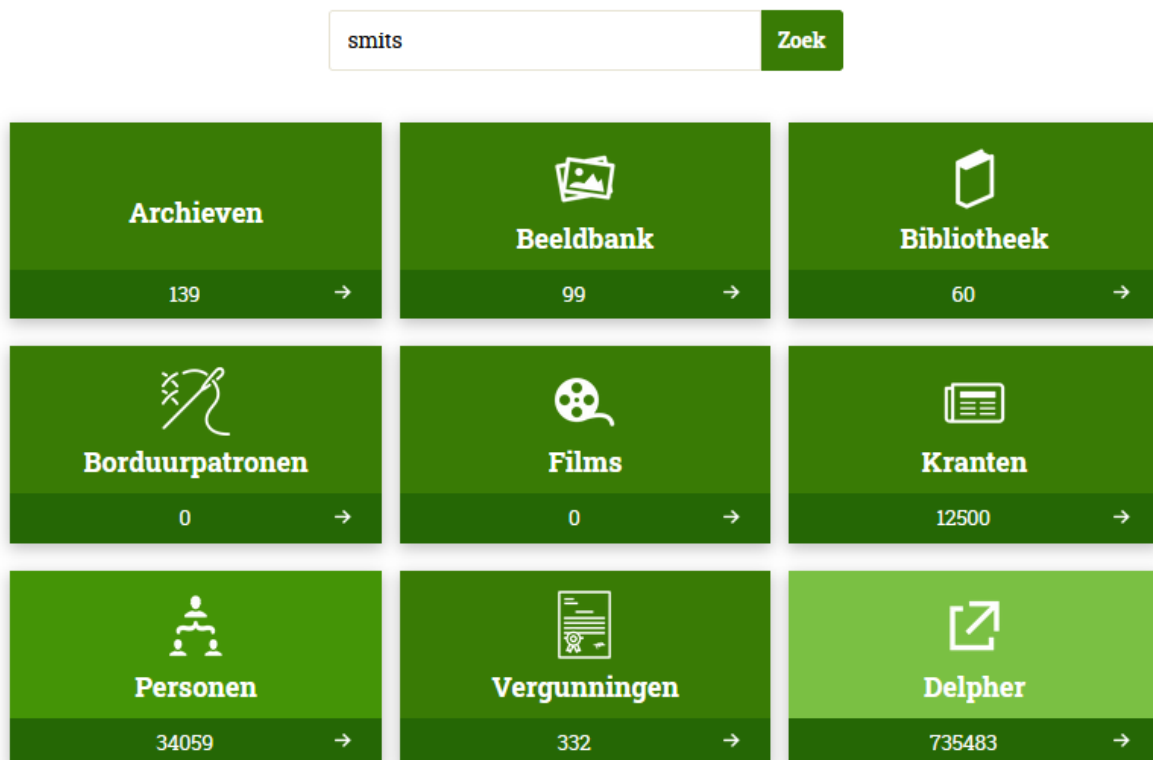 smits
Zoek
Archieven
139
Beeldbank
99
Bibliotheek
60
Borduurpatronen
0
Films
0
Kranten
12500
Personen
34059
Vergunningen
332
Delpher
735483